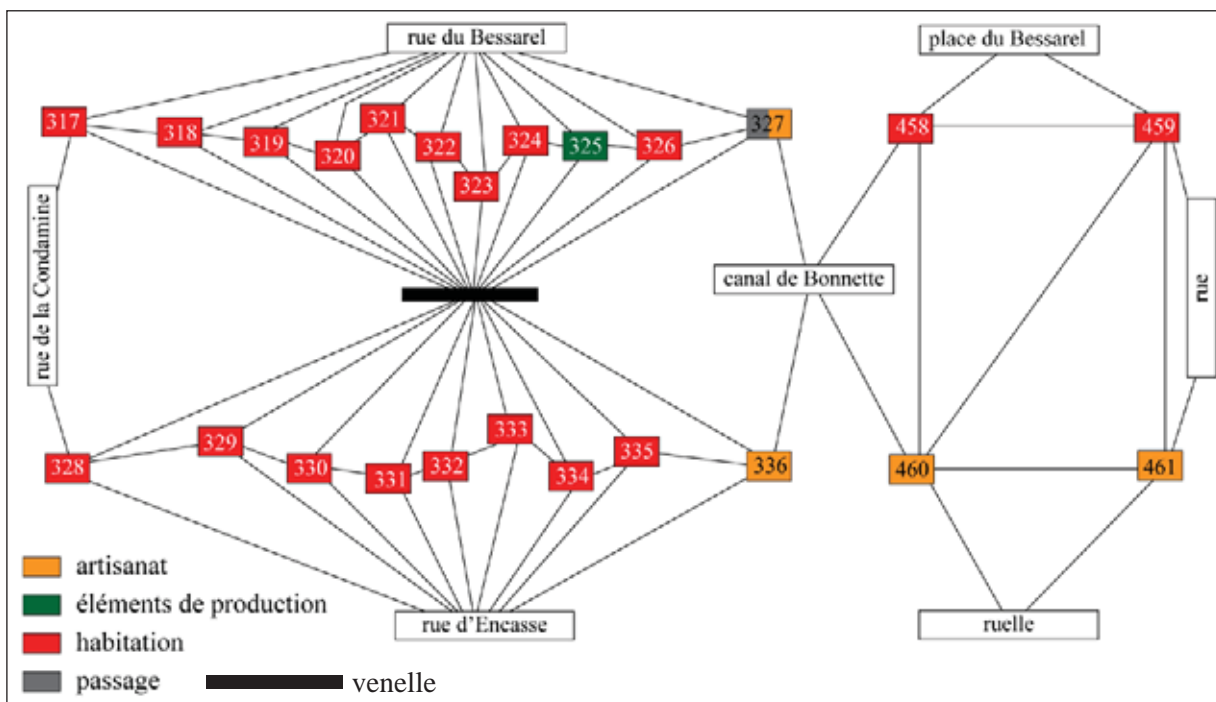 rue du Bessarel
place du Bessarel
317
318
319
320
321
322
323
324
325
326
327
458
459
rue de la Condamine
canal de Bonnette
rue
328
329
330
331
332
333
334
335
336
460
461
artisanat
éléments de production
habitation
passage
venelle
rue d'Encasse
ruelle